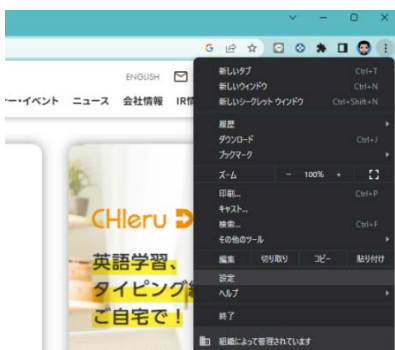 ENGLISH
ー・イベント ニュース 会社情報 IR情
CHIeru
英語学習、
タイピング
ご自宅で!
新しいタブ Ctrl+T
新しいウィンドウ Ctrl+N
新しいシークレット ウィンドウ Ctrl+Shift+N
履歴
ダウンロード Ctrl+J
ブックマーク
ズーム - 100% +
印刷... Ctrl+P
キャスト...
検索... Ctrl+F
その他のツール
編集 切り取り コピー 貼り付け
設定
ヘルプ
終了
組織によって管理されています